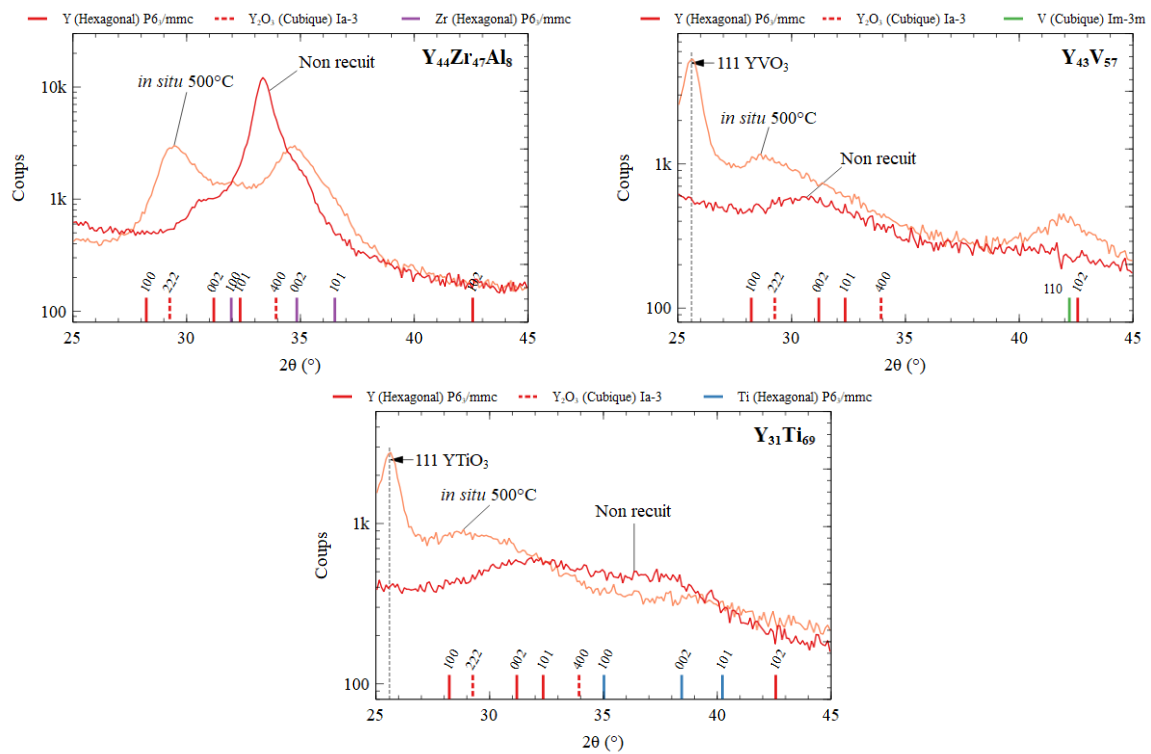 Y (Hexagonal) P6₃/mmc Y₂O₃ (Cubique) Ia-3 Zr (Hexagonal) P6₃/mmc
Y₄₄Zr₄₇Al₈
Non recuit
in situ 500°C
10k
1k
100
Coups
100 222 002 100 101 400 002 101 102
25 30 35 40 45
2θ (°)
Y (Hexagonal) P6₃/mmc Y₂O₃ (Cubique) Ia-3 V (Cubique) Im-3m
Y₄₃V₅₇
111 YVO₃
in situ 500°C
Non recuit
1k
100
Coups
100 222 002 101 400 110 102
25 30 35 40 45
2θ (°)
Y (Hexagonal) P6₃/mmc Y₂O₃ (Cubique) Ia-3 Ti (Hexagonal) P6₃/mmc
Y₃₁Ti₆₉
111 YTiO₃
in situ 500°C
Non recuit
1k
100
Coups
100 222 002 101 400 100 002 101 102
25 30 35 40 45
2θ (°)